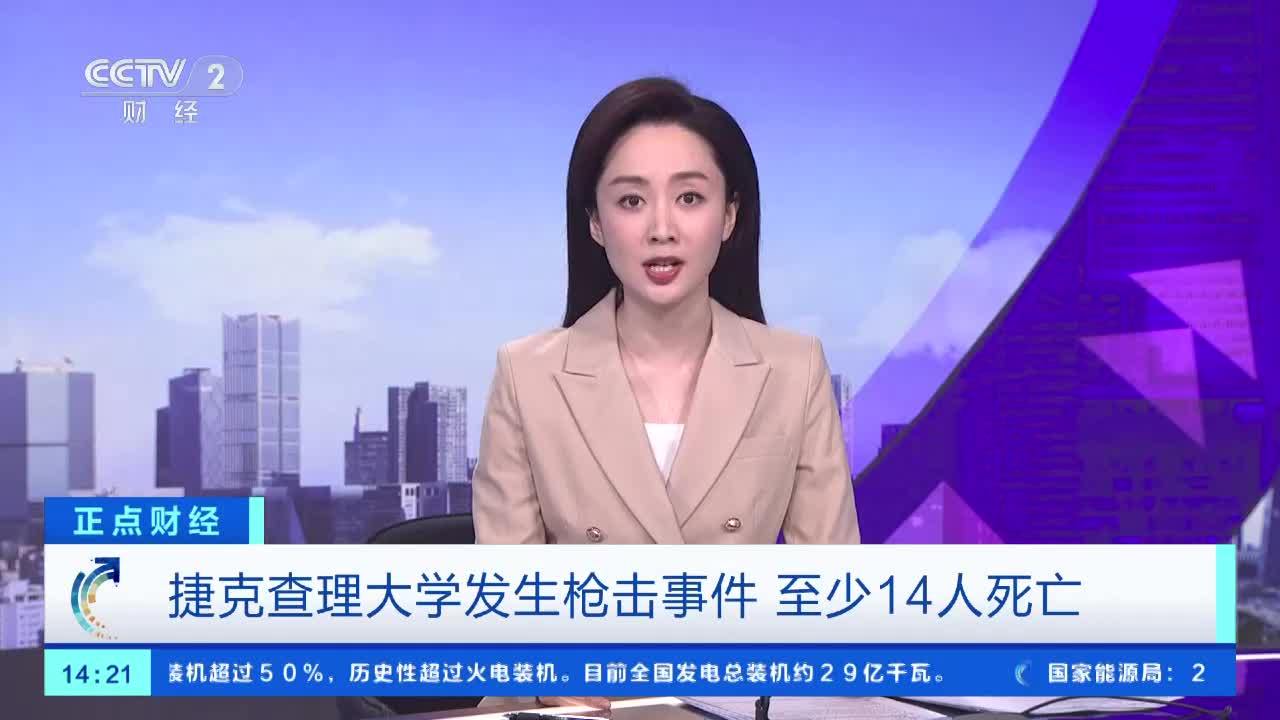 CCTV 2
财 经
正点财经
捷克查理大学发生枪击事件 至少14人死亡
14:21
装机超过50%，历史性超过火电装机。目前全国发电总装机约29亿千瓦。 国家能源局：2